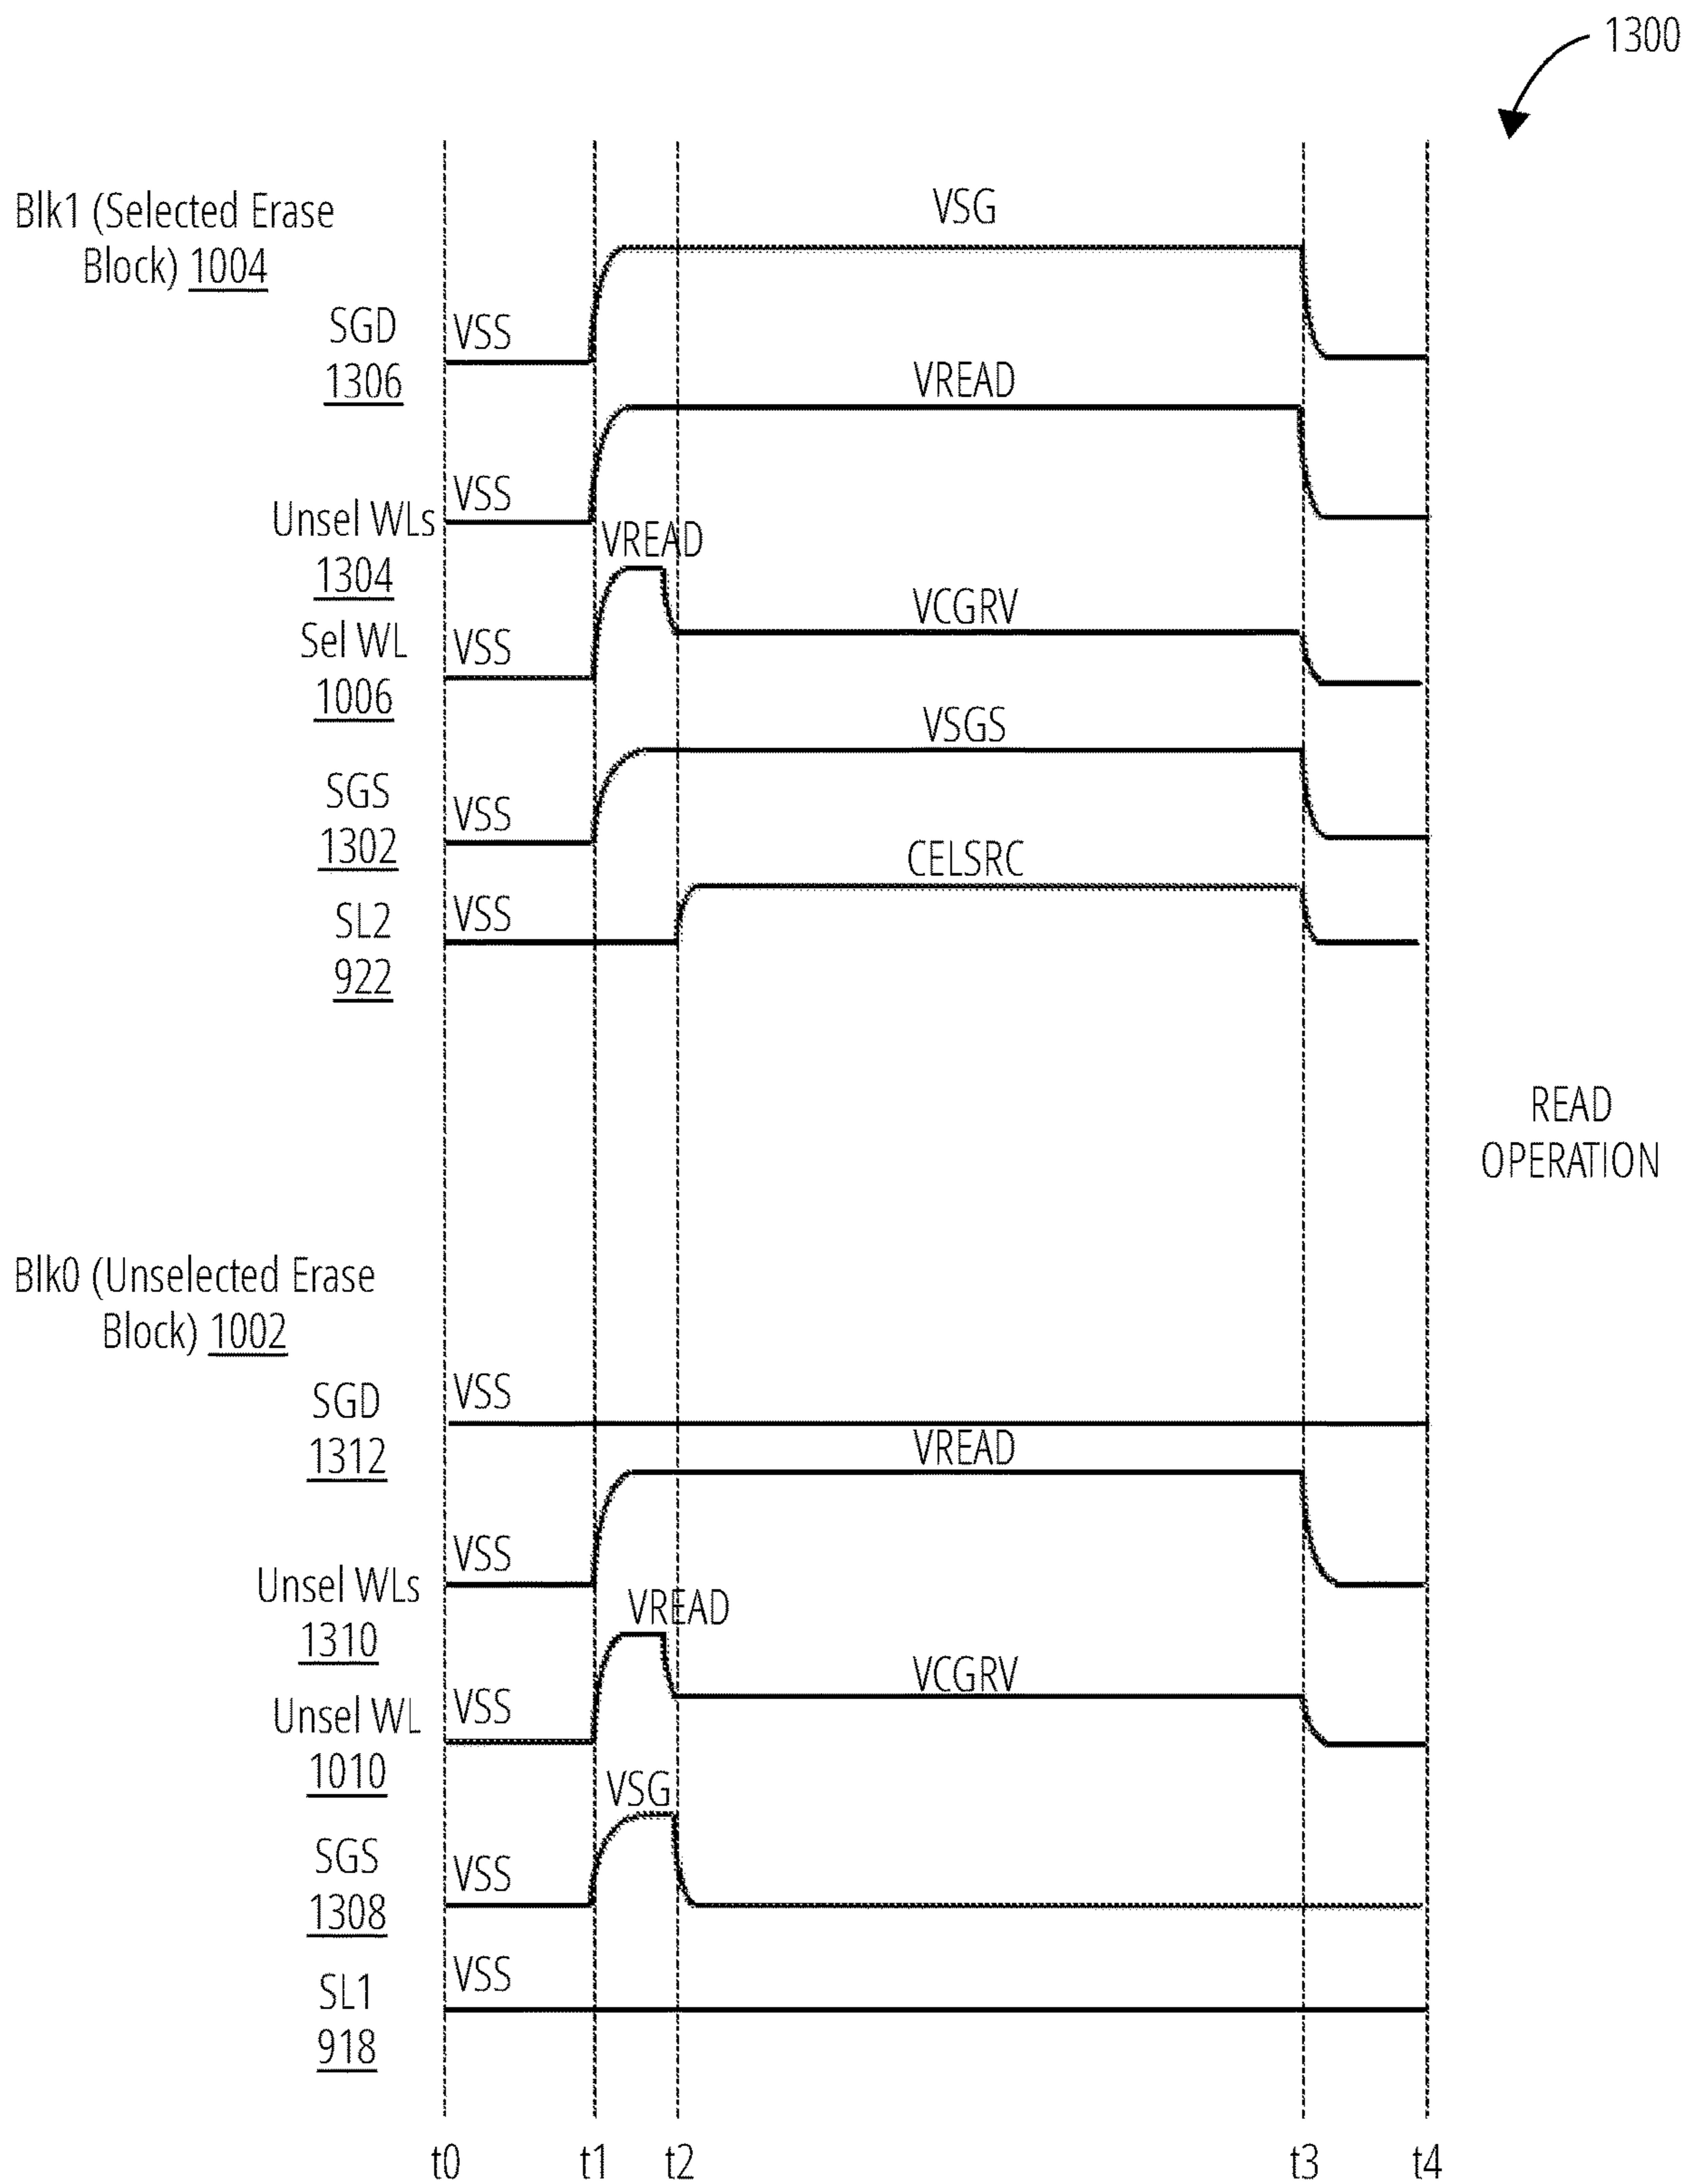 1300
Blk1 (Selected Erase
Block) 1004
VSG
SGD
1306
VSS
VREAD
Unsel WLs
1304
VSS
VREAD
Sel WL
1006
VSS
VCGRV
SGS
1302
VSS
VSGS
SL2
922
VSS
CELSRC
READ
OPERATION
Blk0 (Unselected Erase
Block) 1002
SGD
1312
VSS
VREAD
Unsel WLs
1310
VSS
VREAD
Unsel WL
1010
VSS
VCGRV
VSG
SGS
1308
VSS
SL1
918
VSS
t0 t1 t2 t3 t4